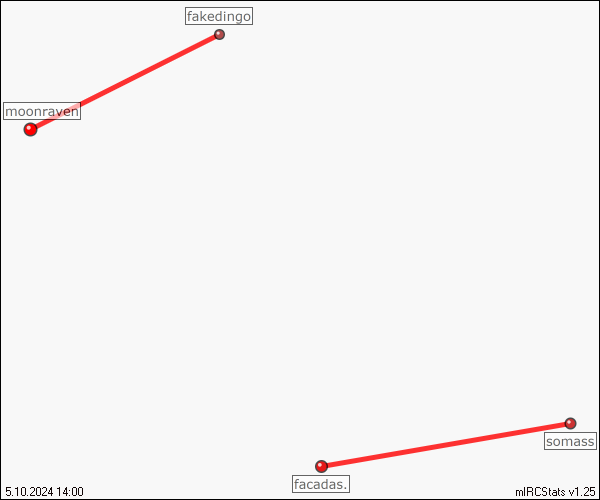 fakedingo
moonraven
somass
facadas.
5.10.2024 14:00
mIRCStats v1.25